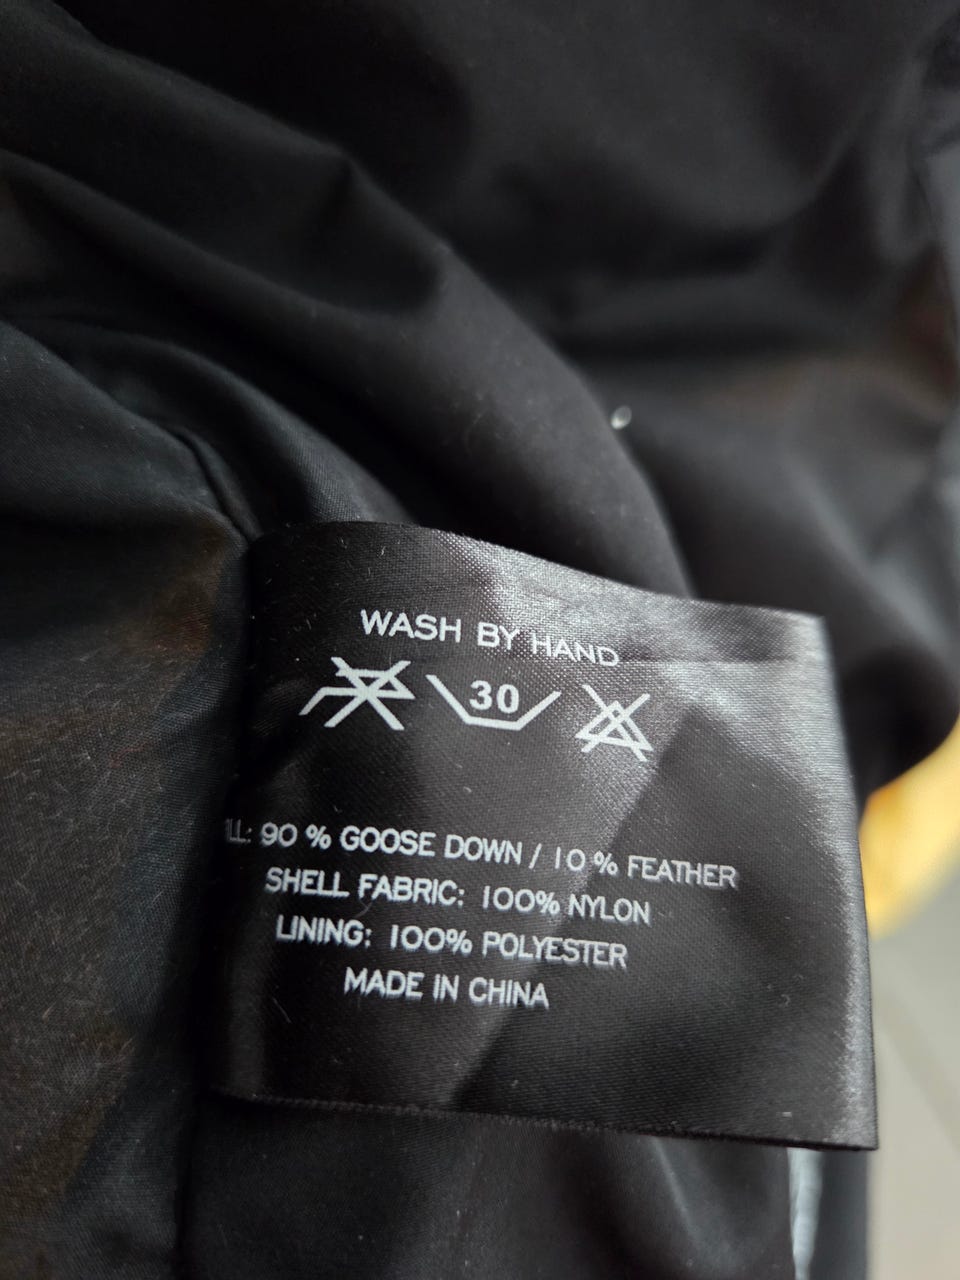 WASH BY HAND
30
90 % GOOSE DOWN / 10 % FEATHER
SHELL FABRIC: 100% NYLON
LINING: 100% POLYESTER
MADE IN CHINA